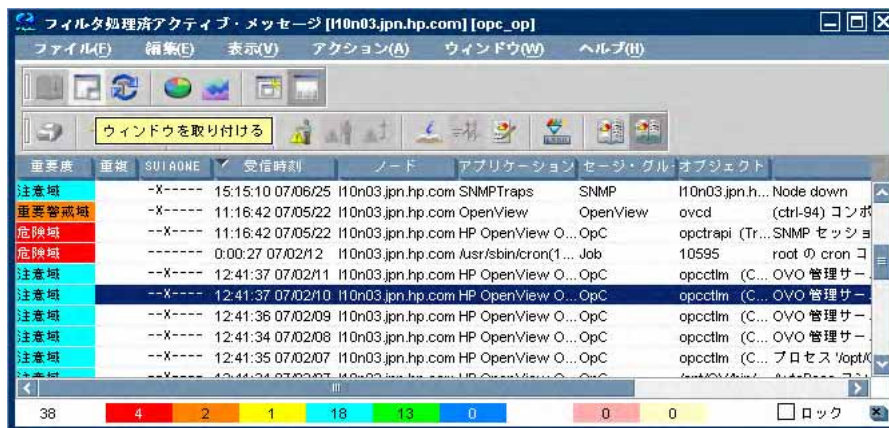 フィルタ処理済アクティブ・メッセージ [l10n03.jpn.hp.com] [opc_op]
ファイル(F) 編集(E) 表示(V) アクション(A) ウィンドウ(W) ヘルプ(H)
ウィンドウを取り付ける
重要度 重複 SUIAONE 受信時刻 ノード アプリケーション セージ・グル オブジェクト
注意域 -X----- 15:15:10 07/06/25 l10n03.jpn.hp.com SNMPTraps SNMP l10n03.jpn.h... Node down
重要警戒域 --X---- 11:16:42 07/05/22 l10n03.jpn.hp.com OpenView OpenView ovcd (ctrl-94) コンポ
危険域 --X---- 11:16:42 07/05/22 l10n03.jpn.hp.com HP OpenView O... OpC opctrapi (Tr... SNMP セッショ
危険域 ------- 0:00:27 07/02/12 l10n03.jpn.hp.com /usr/sbin/cron(1... Job 10595 root の cron コ
注意域 --X---- 12:41:37 07/02/11 l10n03.jpn.hp.com HP OpenView O... OpC opcctlm (C... OVO 管理サー
注意域 --X---- 12:41:37 07/02/10 l10n03.jpn.hp.com HP OpenView O... OpC opcctlm (C... OVO 管理サー
注意域 --X---- 12:41:36 07/02/09 l10n03.jpn.hp.com HP OpenView O... OpC opcctlm (C... OVO 管理サー
注意域 --X---- 12:41:34 07/02/08 l10n03.jpn.hp.com HP OpenView O... OpC opcctlm (C... OVO 管理サー
注意域 --X---- 12:41:35 07/02/07 l10n03.jpn.hp.com HP OpenView O... OpC opcctlm (C... プロセス '/opt/O
38 4 2 1 18 13 0 0 0 ロック